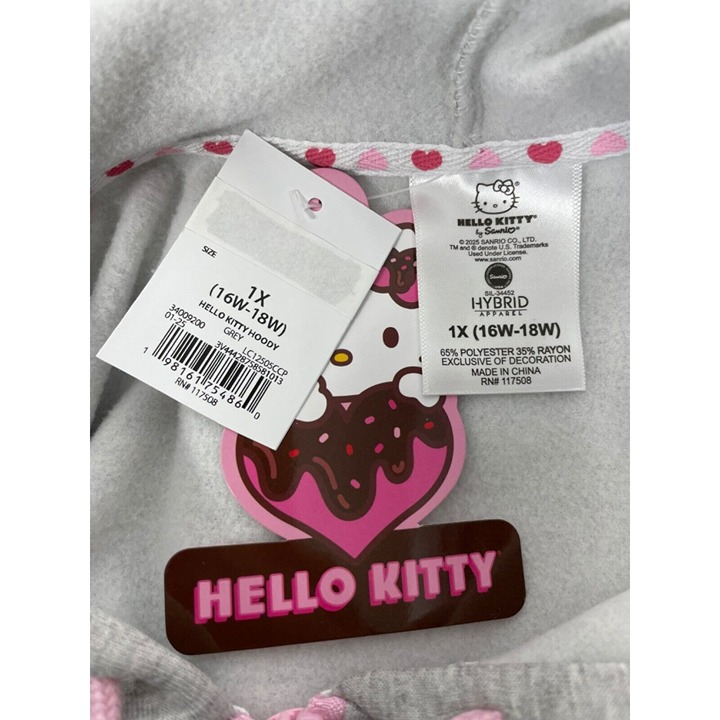 SIZE
1X
(16W-18W)
HELLO KITTY HOODY
GREY
34009200
01-25
LC12505CCP
3V44428758581013
1 98161 75486 0
RN# 117508
HELLO KITTY
HELLO KITTY®
by Sanrio®
© 2025 SANRIO CO., LTD.
TM and ® denote U.S. Trademarks
Used Under License.
www.sanrio.com
Sanrio
SIL-34452
HYBRID
APPAREL
1X (16W-18W)
65% POLYESTER 35% RAYON
EXCLUSIVE OF DECORATION
MADE IN CHINA
RN# 117508